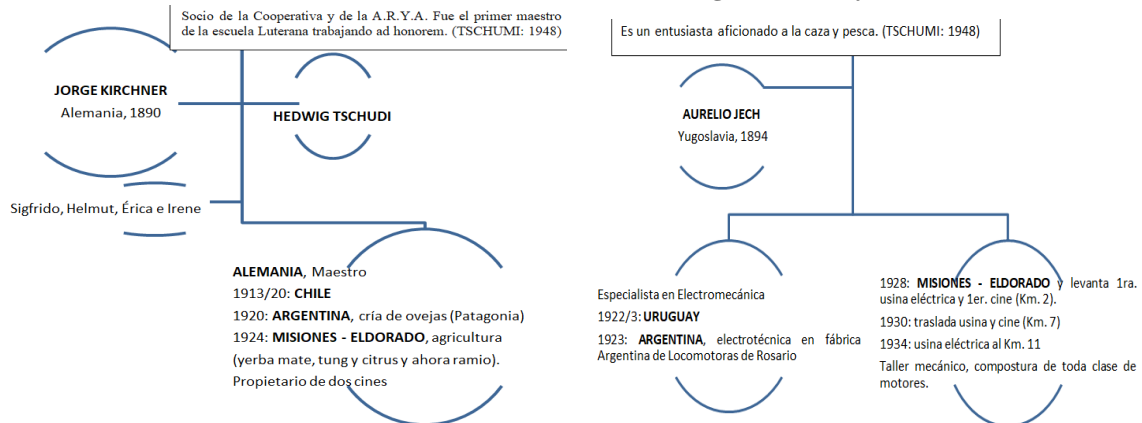 Socio de la Cooperativa y de la A.R.Y.A. Fue el primer maestro
de la escuela Luterana trabajando ad honorem. (TSCHUMI: 1948)
JORGE KIRCHNER
Alemania, 1890
HEDWIG TSCHUDI
Sigfrido, Helmut, Érica e Irene
ALEMANIA, Maestro
1913/20: CHILE
1920: ARGENTINA, cría de ovejas (Patagonia)
1924: MISIONES - ELDORADO, agricultura
(yerba mate, tung y citrus y ahora ramio).
Propietario de dos cines
Es un entusiasta aficionado a la caza y pesca. (TSCHUMI: 1948)
AURELIO JECH
Yugoslavia, 1894
Especialista en Electromecánica
1922/3: URUGUAY
1923: ARGENTINA, electrotécnica en fábrica
Argentina de Locomotoras de Rosario
1928: MISIONES - ELDORADO y levanta 1ra.
usina eléctrica y 1er. cine (Km. 2).
1930: traslada usina y cine (Km. 7)
1934: usina eléctrica al Km. 11
Taller mecánico, compostura de toda clase de
motores.